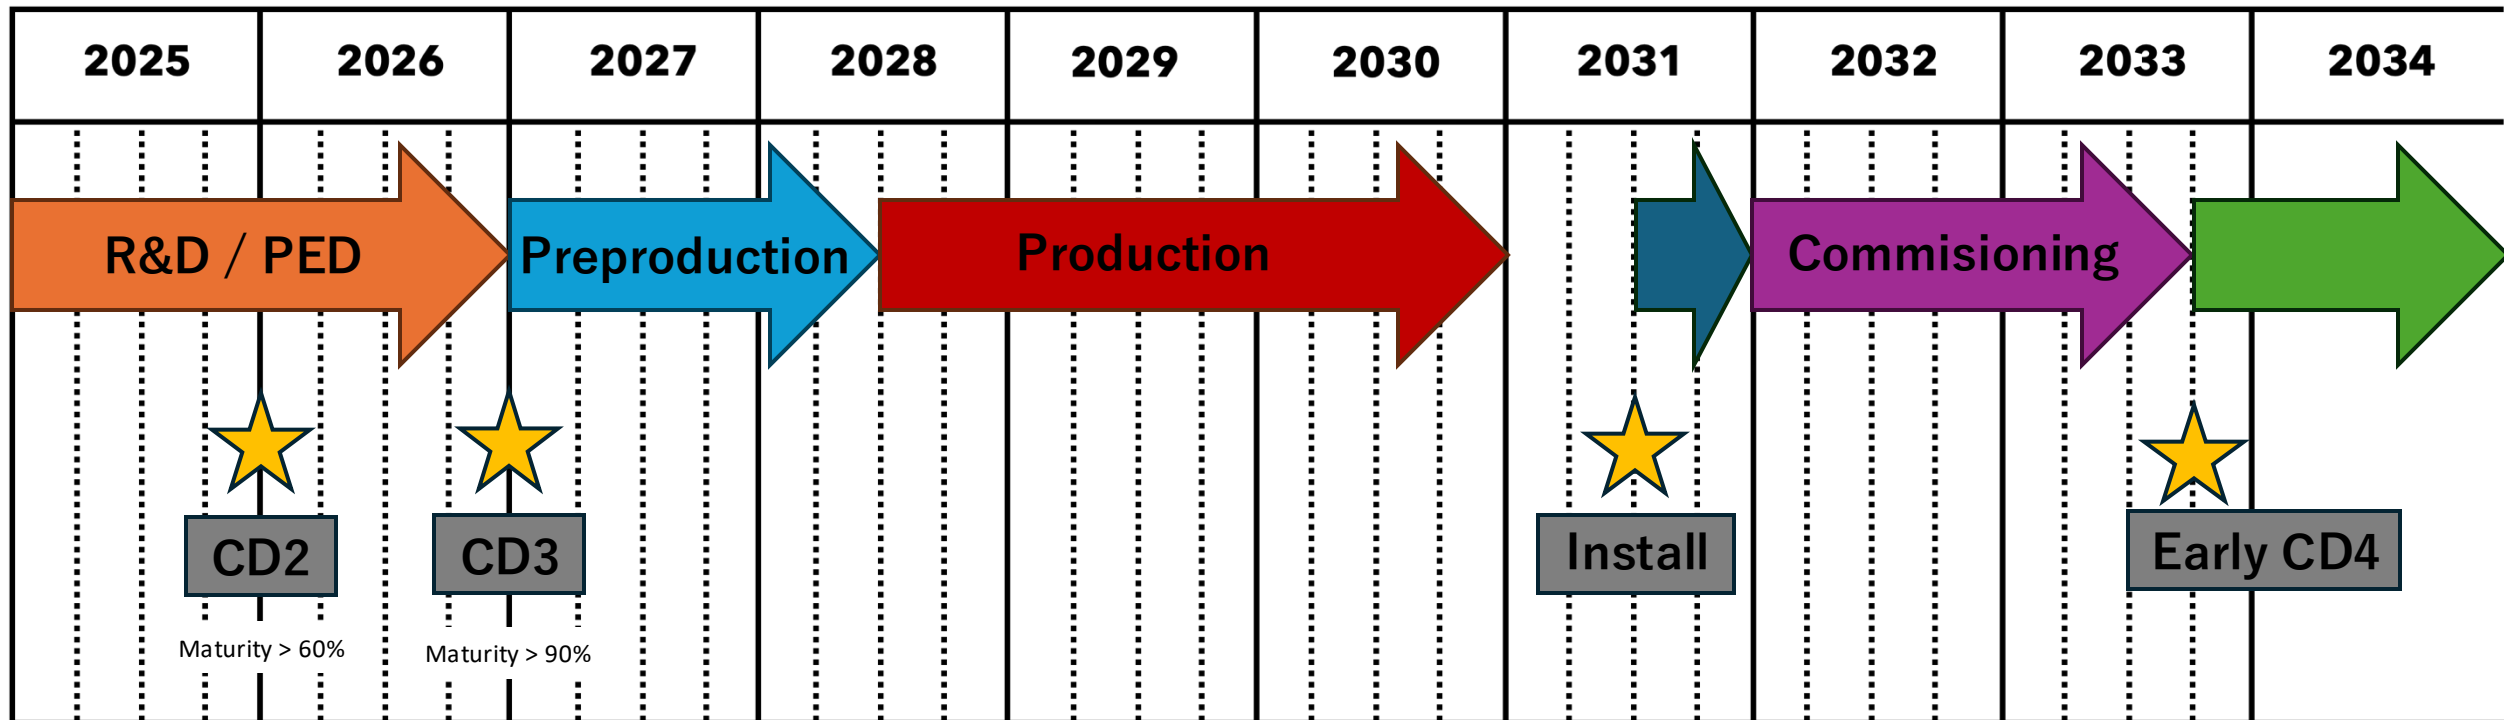 2025 2026 2027 2028 2029 2030 2031 2032 2033 2034
R&D / PED Preproduction Production Commisioning
CD2 CD3 Install Early CD4
Maturity > 60% Maturity > 90%